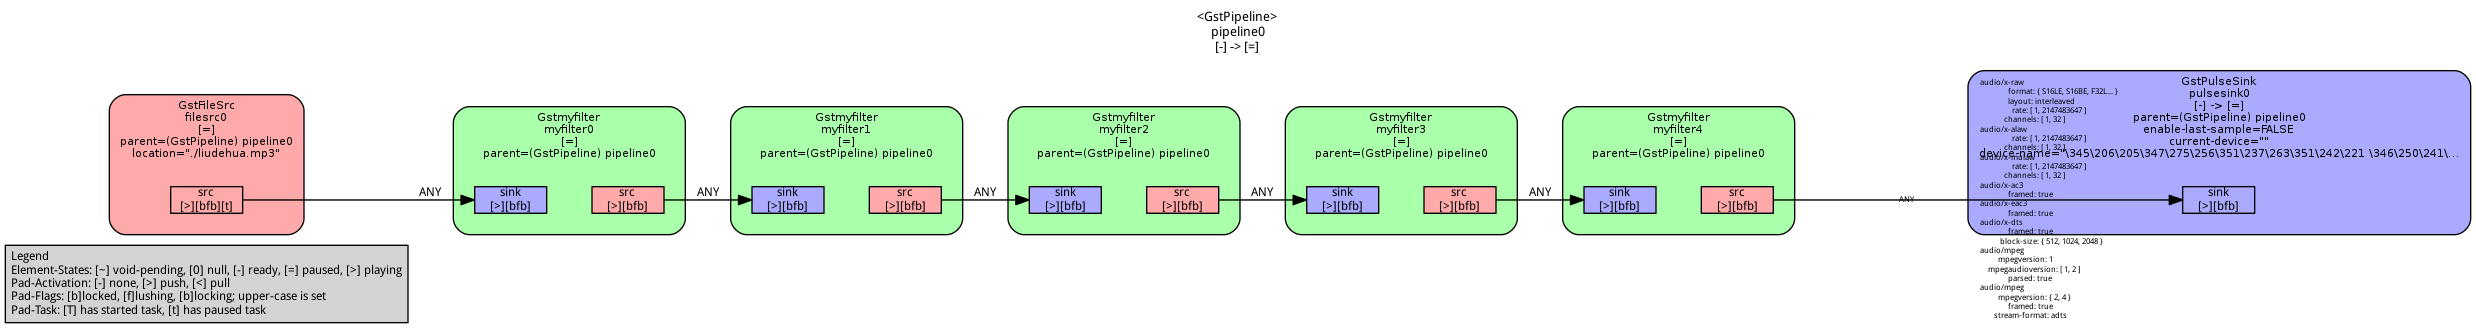 <GstPipeline>
pipeline0
[-] -> [=]
GstFileSrc
filesrc0
[=]
parent=(GstPipeline) pipeline0
location="./liudehua.mp3"
src
[>][bfb][t]
ANY
Gstmyfilter
myfilter0
[=]
parent=(GstPipeline) pipeline0
sink
[>][bfb]
src
[>][bfb]
ANY
Gstmyfilter
myfilter1
[=]
parent=(GstPipeline) pipeline0
sink
[>][bfb]
src
[>][bfb]
ANY
Gstmyfilter
myfilter2
[=]
parent=(GstPipeline) pipeline0
sink
[>][bfb]
src
[>][bfb]
ANY
Gstmyfilter
myfilter3
[=]
parent=(GstPipeline) pipeline0
sink
[>][bfb]
src
[>][bfb]
ANY
Gstmyfilter
myfilter4
[=]
parent=(GstPipeline) pipeline0
sink
[>][bfb]
src
[>][bfb]
ANY
audio/x-raw
format: { S16LE, S16BE, F32L... }
layout: interleaved
rate: [ 1, 2147483647 ]
channels: [ 1, 32 ]
audio/x-alaw
rate: [ 1, 2147483647 ]
channels: [ 1, 32 ]
audio/x-mulaw
rate: [ 1, 2147483647 ]
channels: [ 1, 32 ]
audio/x-ac3
framed: true
audio/x-eac3
framed: true
audio/x-dts
framed: true
block-size: { 512, 1024, 2048 }
audio/mpeg
mpegversion: 1
mpegaudioversion: [ 1, 2 ]
parsed: true
audio/mpeg
mpegversion: { 2, 4 }
framed: true
stream-format: adts
GstPulseSink
pulsesink0
[-] -> [=]
parent=(GstPipeline) pipeline0
enable-last-sample=FALSE
current-device=""
device-name="\345\206\205\347\275\256\351\237\263\351\242\221 \346\250\241\...
sink
[>][bfb]
Legend
Element-States: [~] void-pending, [0] null, [-] ready, [=] paused, [>] playing
Pad-Activation: [-] none, [>] push, [<] pull
Pad-Flags: [b]locked, [f]lushing, [b]locking; upper-case is set
Pad-Task: [T] has started task, [t] has paused task